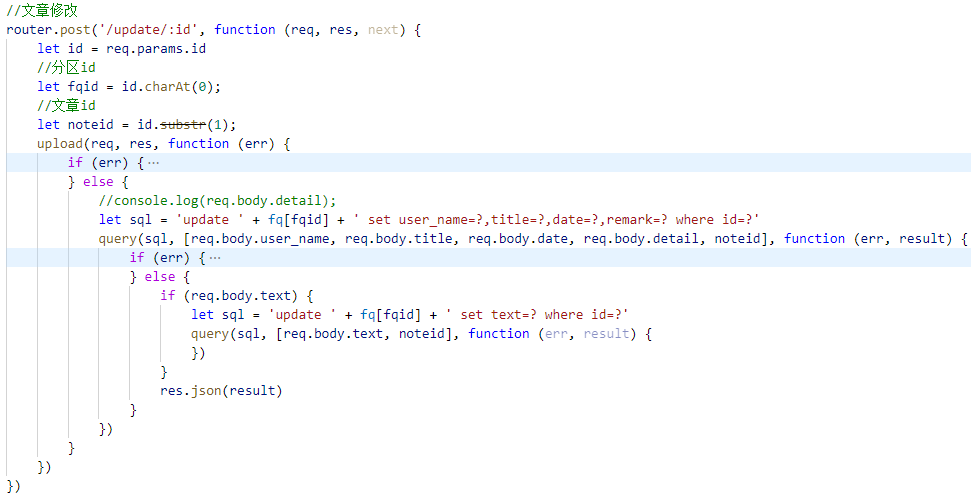 //文章修改
router.post('/update/:id', function (req, res, next) {
let id = req.params.id
//分区id
let fqid = id.charAt(0);
//文章id
let noteid = id.substr(1);
upload(req, res, function (err) {
if (err) {···
} else {
//console.log(req.body.detail);
let sql = 'update ' + fq[fqid] + ' set user_name=?,title=?,date=?,remark=? where id=?'
query(sql, [req.body.user_name, req.body.title, req.body.date, req.body.detail, noteid], function (err, result) {
if (err) {···
} else {
if (req.body.text) {
let sql = 'update ' + fq[fqid] + ' set text=? where id=?'
query(sql, [req.body.text, noteid], function (err, result) {
})
}
res.json(result)
}
})
}
})
})